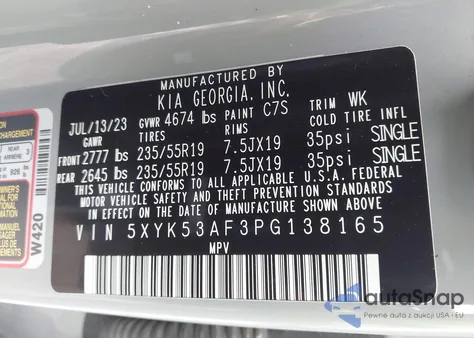 MANUFACTURED BY
KIA GEORGIA, INC.
JUL/13/23 GVWR 4674 lbs PAINT C7S TRIM WK
GAWR TIRES RIMS COLD TIRE INFL
FRONT 2777 lbs 235/55R19 7.5JX19 35psi SINGLE
REAR 2645 lbs 235/55R19 7.5JX19 35psi SINGLE
THIS VEHICLE CONFORMS TO ALL APPLICABLE U.S.A. FEDERAL
MOTOR VEHICLE SAFETY AND THEFT PREVENTION STANDARDS
IN EFFECT ON THE DATE OF MANUFACTURE SHOWN ABOVE.
VIN 5XYK53AF3PG138165
MPV
W420
autoSnap
Pewne auta z USA i EU